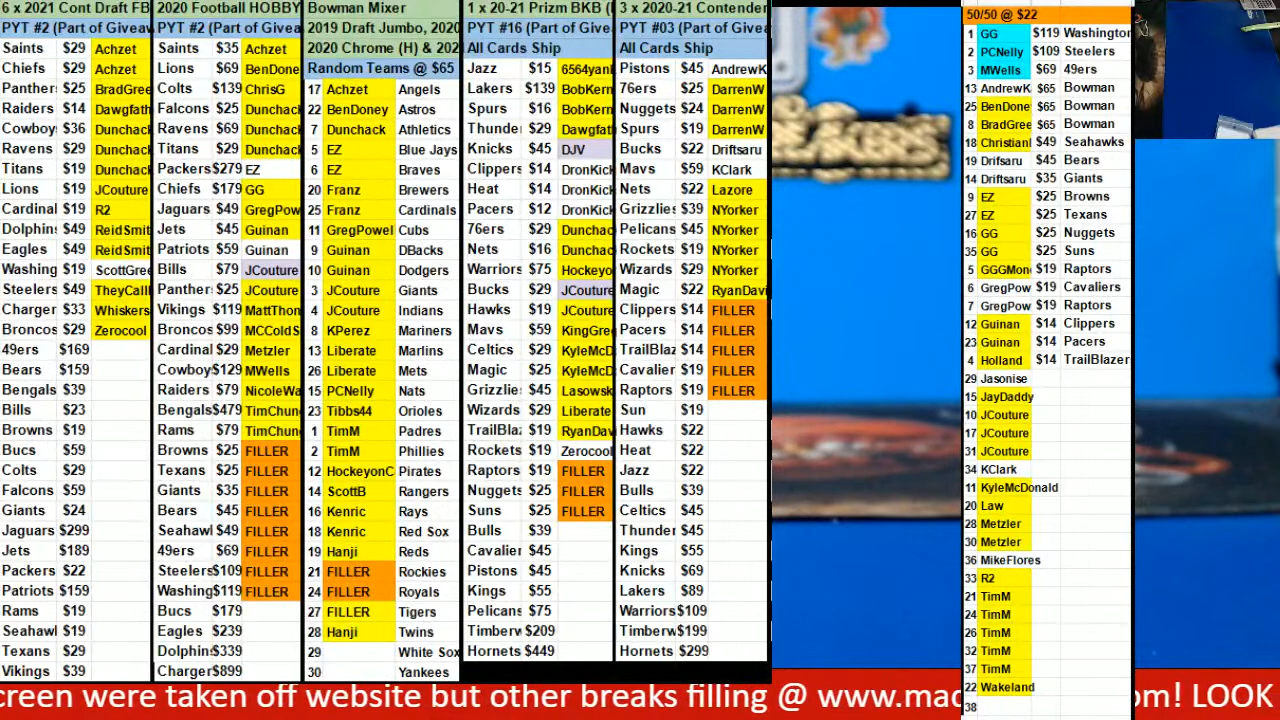 6 x 2021 Cont Draft FB
PYT #2 (Part of Giveav
Saints $29 Achzet
Chiefs $29 Achzet
Panther $25 BradGree
Raiders $14 Dawgfath
Cowboy $36 Dunchack
Ravens $29 Dunchack
Titans $19 Dunchack
Lions $19 JCouture
Cardinal $19 R2
Dolphin $49 ReidSmit
Eagles $49 ReidSmit
Washing $19 ScottGree
Steelers $49 TheyCalll
Charger $33 Whiskers
Broncos $29 Zerocool
49ers $169
Bears $159
Bengals $39
Bills $23
Browns $19
Bucs $59
Colts $29
Falcons $59
Giants $24
Jaguars $299
Jets $189
Packers $22
Patriots $159
Rams $19
Seahawl $19
Texans $29
Vikings $39
2020 Football HOBBY
PYT #2 (Part of Giveav
Saints $35 Achzet
Lions $69 BenDone
Colts $139 ChrisG
Falcons $25 Dunchack
Ravens $69 Dunchack
Titans $29 Dunchack
Packers $279 EZ
Chiefs $179 GG
Jaguars $49 GregPow
Jets $45 Guinan
Patriots $59 Guinan
Bills $79 JCouture
Panther $25 JCouture
Vikings $119 MattThon
Broncos $99 MCColdS
Cardinal $29 Metzler
Cowboy $129 MWells
Raiders $79 NicoleWa
Bengals $479 TimChun
Rams $79 TimChun
Browns $25 FILLER
Texans $25 FILLER
Giants $35 FILLER
Bears $45 FILLER
Seahawl $49 FILLER
49ers $69 FILLER
Steelers $109 FILLER
Washing $119 FILLER
Bucs $179
Eagles $239
Dolphin $339
Charger $899
Bowman Mixer
2019 Draft Jumbo, 2020
2020 Chrome (H) & 202
Random Teams @ $65
17 Achzet Angels
22 BenDoney Astros
7 Dunchack Athletics
5 EZ Blue Jays
6 EZ Braves
20 Franz Brewers
25 Franz Cardinals
11 GregPowel Cubs
9 Guinan DBacks
10 Guinan Dodgers
3 JCouture Giants
4 JCouture Indians
8 KPerez Mariners
13 Liberate Marlins
26 Liberate Mets
15 PCNelly Nats
23 Tibbs44 Orioles
1 TimM Padres
2 TimM Phillies
12 HockeyonC Pirates
14 ScottB Rangers
16 Kenric Rays
18 Kenric Red Sox
19 Hanji Reds
21 FILLER Rockies
24 FILLER Royals
27 FILLER Tigers
28 Hanji Twins
29 White Sox
30 Yankees
1 x 20-21 Prizm BKB (
PYT #16 (Part of Giveav
All Cards Ship
Jazz $15 6564yan
Lakers $139 BobKern
Spurs $16 BobKern
Thunde $29 Dawgfat
Knicks $45 DJV
Clippers $14 DronKick
Heat $14 DronKick
Pacers $12 DronKick
76ers $29 Dunchac
Nets $16 Dunchac
Warriors $75 Hockeyo
Bucks $29 JCouture
Hawks $19 JCouture
Mavs $59 KingGre
Celtics $29 KyleMcD
Magic $25 KyleMcD
Grizzlie $45 Lasowsk
Wizards $29 Liberate
TrailBla $19 RyanDav
Rockets $19 Zerocool
Raptors $19 FILLER
Nugget $25 FILLER
Suns $25 FILLER
Bulls $39
Cavalie $45
Pistons $45
Kings $55
Pelican $75
Timberw $209
Hornets $449
3 x 2020-21 Contender
PYT #03 (Part of Givea
All Cards Ship
Pistons $45 AndrewK
76ers $25 DarrenW
Nuggets $24 DarrenW
Spurs $19 DarrenW
Bucks $22 Driftsaru
Mavs $59 KClark
Nets $22 Lazore
Grizzlies $39 NYorker
Pelicans $45 NYorker
Rockets $19 NYorker
Wizards $29 NYorker
Magic $22 RyanDavi
Clippers $14 FILLER
Pacers $14 FILLER
TrailBlaz $14 FILLER
Cavalier $19 FILLER
Raptors $19 FILLER
Sun $19
Hawks $22
Heat $22
Jazz $22
Bulls $39
Celtics $45
Thunder $45
Kings $55
Knicks $69
Lakers $89
Warriors $109
Timberw $199
Hornets $299
50/50 @ $22
1 GG $119 Washington
2 PCNelly $109 Steelers
3 MWells $69 49ers
13 AndrewK $65 Bowman
25 BenDoney $65 Bowman
8 BradGree $65 Bowman
18 Christianl $49 Seahawks
19 Drifsaru $45 Bears
14 Driftsaru $35 Giants
9 EZ $25 Browns
27 EZ $25 Texans
16 GG $25 Nuggets
35 GG $25 Suns
5 GGGMon $19 Raptors
6 GregPow $19 Cavaliers
7 GregPow $19 Raptors
12 Guinan $14 Clippers
23 Guinan $14 Pacers
4 Holland $14 TrailBlazer
29 Jasonise
15 JayDaddy
10 JCouture
17 JCouture
31 JCouture
34 KClark
11 KyleMcDonald
20 Law
28 Metzler
30 Metzler
36 MikeFlores
33 R2
21 TimM
24 TimM
26 TimM
32 TimM
37 TimM
22 Wakeland
38
creen were taken off website but other breaks filling @ www.mac om! LOOK